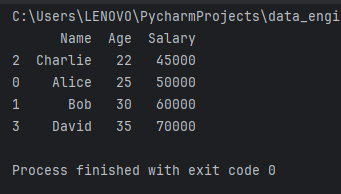 C:\Users\LENOVO\PycharmProjects\data_engi
Name Age Salary
2 Charlie 22 45000
0 Alice 25 50000
1 Bob 30 60000
3 David 35 70000
Process finished with exit code 0